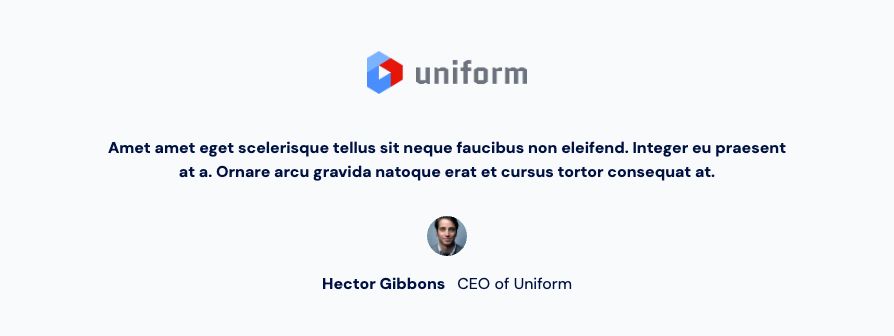 uniform
Amet amet eget scelerisque tellus sit neque faucibus non eleifend. Integer eu praesent
at a. Ornare arcu gravida natoque erat et cursus tortor consequat at.
Hector Gibbons CEO of Uniform